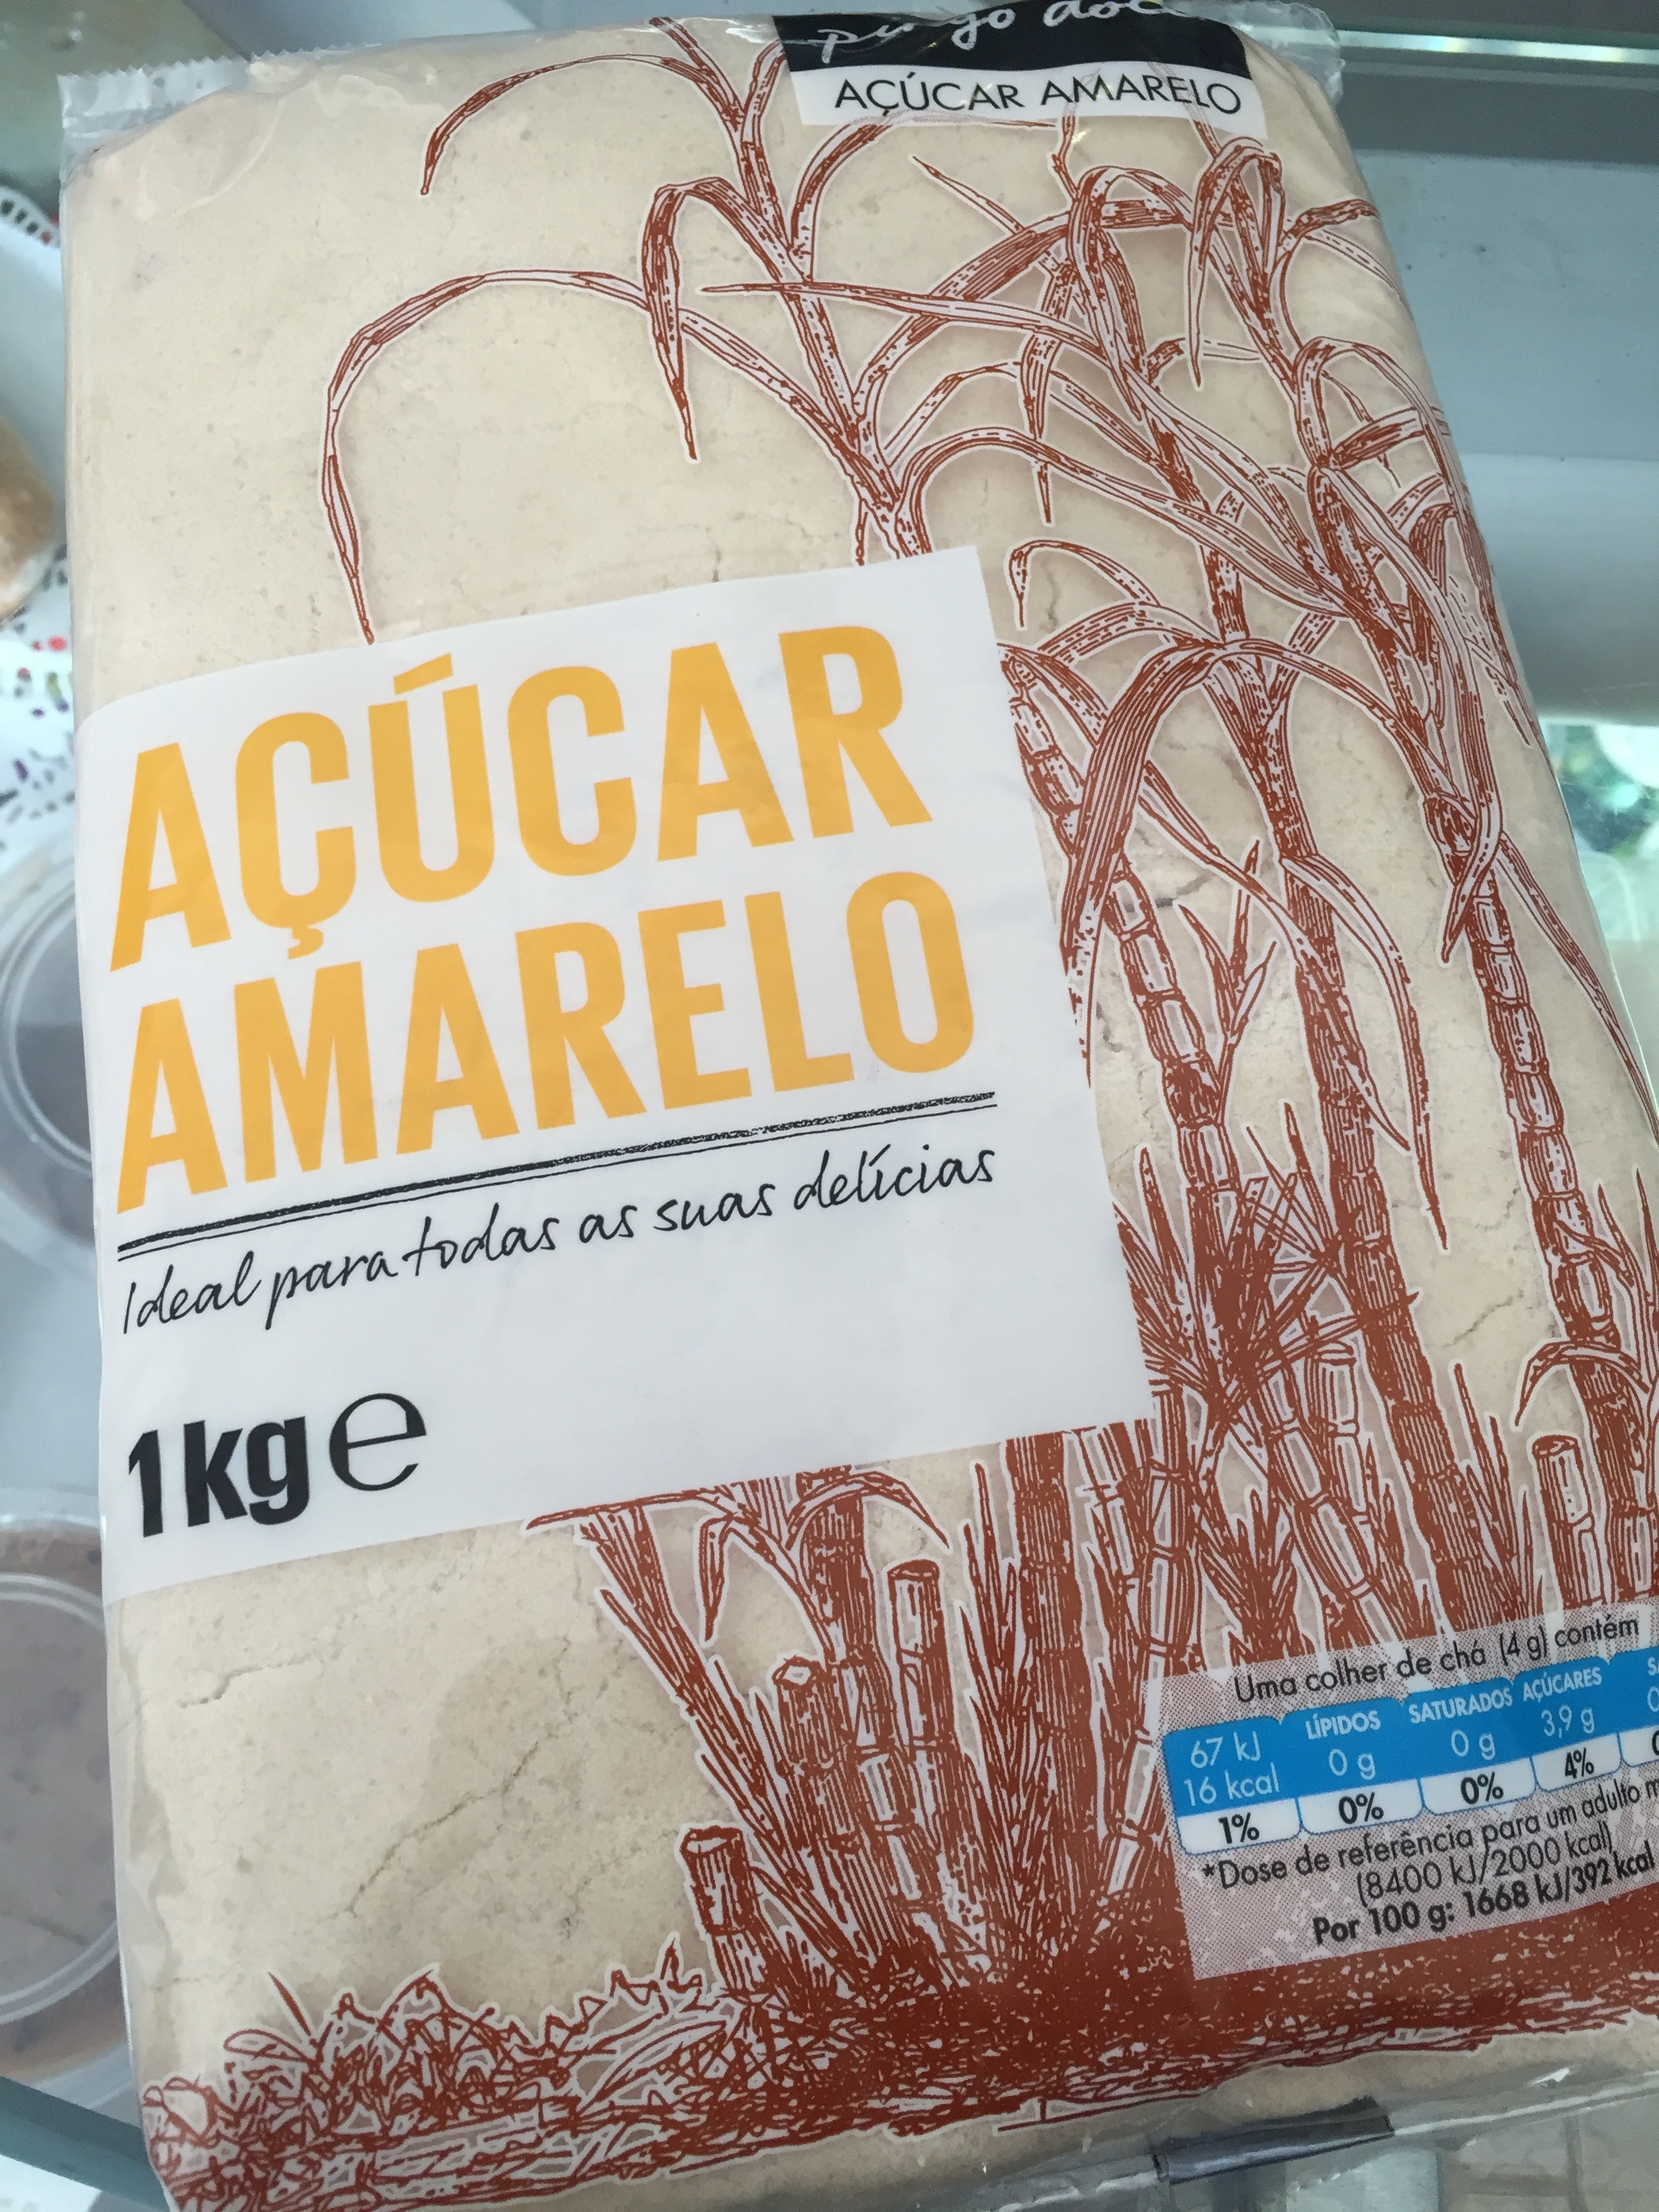 pingo doce
AÇÚCAR AMARELO
AÇÚCAR
AMARELO
Ideal para todas as suas delícias
1kg e
Uma colher de chá (4 g) contém
LÍPIDOS SATURADOS AÇÚCARES
67 kJ 0 g 0 g 3,9 g
16 kcal
1% 0% 0% 4%
*Dose de referência para um adulto
(8400 kJ/2000 kcal)
Por 100 g: 1668 kJ/392 kcal